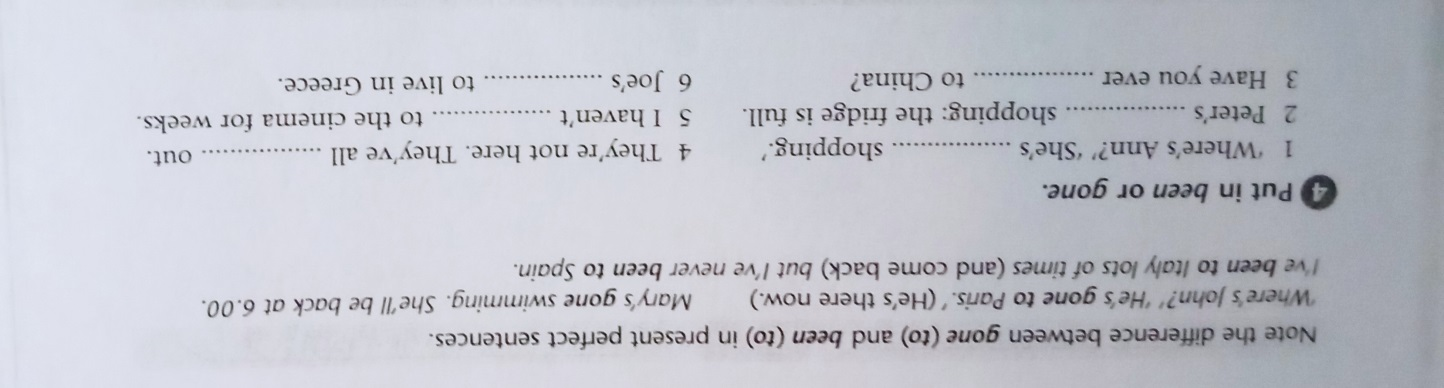 Note the difference between gone (to) and been (to) in present perfect sentences.
'Where's John?' 'He's gone to Paris.' (He's there now.) Mary's gone swimming. She'll be back at 6.00.
I've been to Italy lots of times (and come back) but I've never been to Spain.
4 Put in been or gone.
1 'Where's Ann?' 'She's .................. shopping.' 4 They're not here. They've all .................. out.
2 Peter's .................. shopping: the fridge is full. 5 I haven't .................. to the cinema for weeks.
3 Have you ever .................. to China? 6 Joe's .................. to live in Greece.